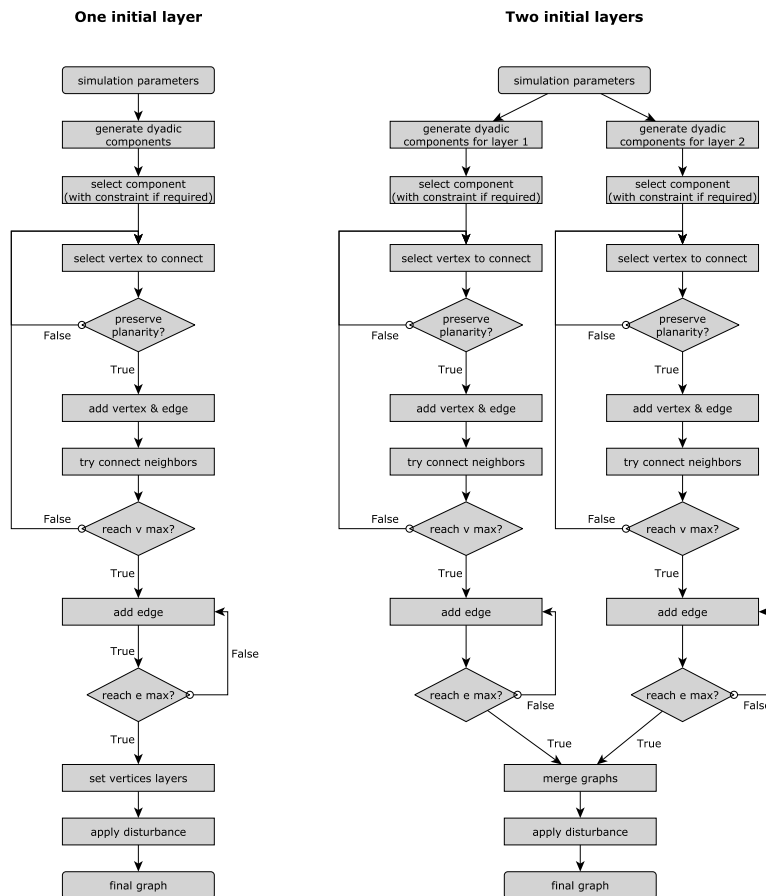 One initial layer
simulation parameters
generate dyadic
components
select component
(with constraint if required)
select vertex to connect
preserve
planarity?
False
True
add vertex & edge
try connect neighbors
False
reach v max?
True
add edge
True
False
reach e max?
True
set vertices layers
apply disturbance
final graph
Two initial layers
simulation parameters
generate dyadic
components for layer 1
select component
(with constraint if required)
select vertex to connect
preserve
planarity?
False
True
add vertex & edge
try connect neighbors
False
reach v max?
True
add edge
reach e max?
False
True
generate dyadic
components for layer 2
select component
(with constraint if required)
select vertex to connect
preserve
planarity?
False
True
add vertex & edge
try connect neighbors
False
reach v max?
True
add edge
reach e max?
False
True
merge graphs
apply disturbance
final graph